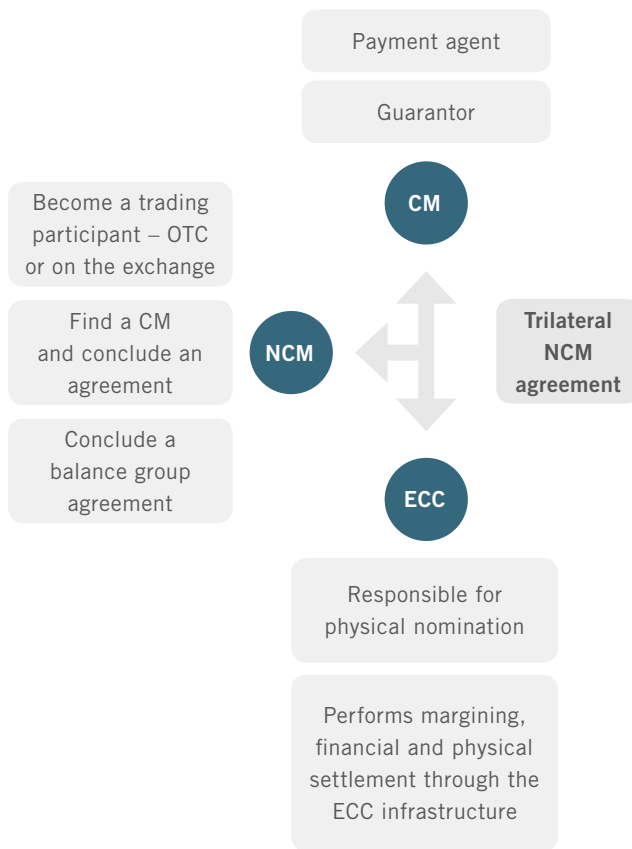 Payment agent
Guarantor
CM
Become a trading
participant – OTC
or on the exchange
Find a CM
and conclude an
agreement
Conclude a
balance group
agreement
NCM
Trilateral
NCM
agreement
ECC
Responsible for
physical nomination
Performs margining,
financial and physical
settlement through the
ECC infrastructure